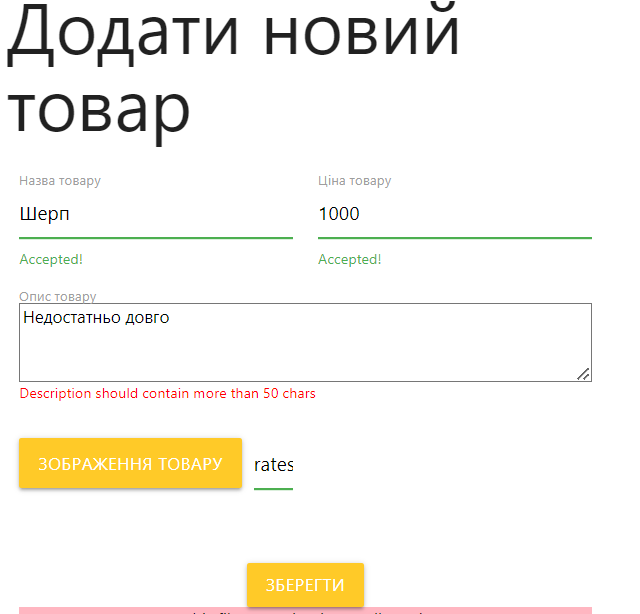 Додати новий
товар
Назва товару
Ціна товару
Шерп
1000
Accepted!
Accepted!
Опис товару
Недостатньо довго
Description should contain more than 50 chars
ЗОБРАЖЕННЯ ТОВАРУ
rates
ЗБЕРЕГТИ